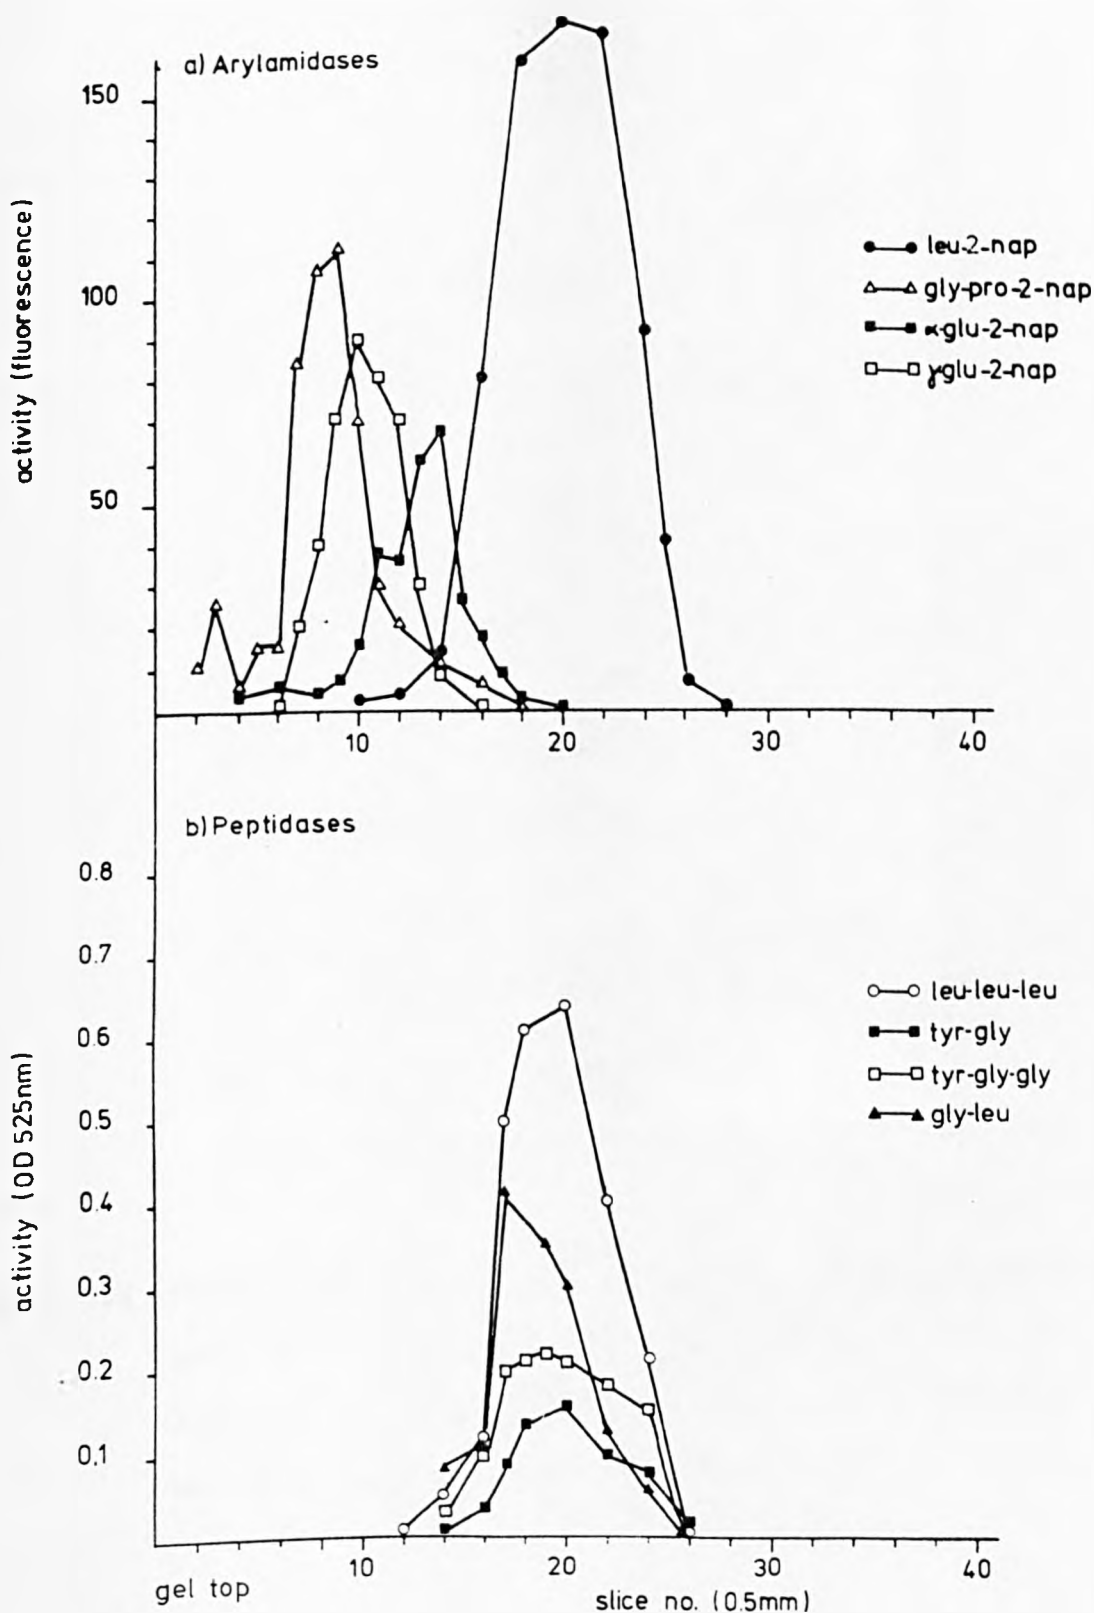 a) Arylamidases
150
100
50
activity (fluorescence)
leu-2-nap
gly-pro-2-nap
α-glu-2-nap
γglu-2-nap
10
20
30
40
b) Peptidases
0.8
0.7
0.6
0.5
0.4
0.3
0.2
0.1
activity (OD 525nm)
leu-leu-leu
tyr-gly
tyr-gly-gly
gly-leu
10
20
30
40
gel top
slice no. (0.5mm)